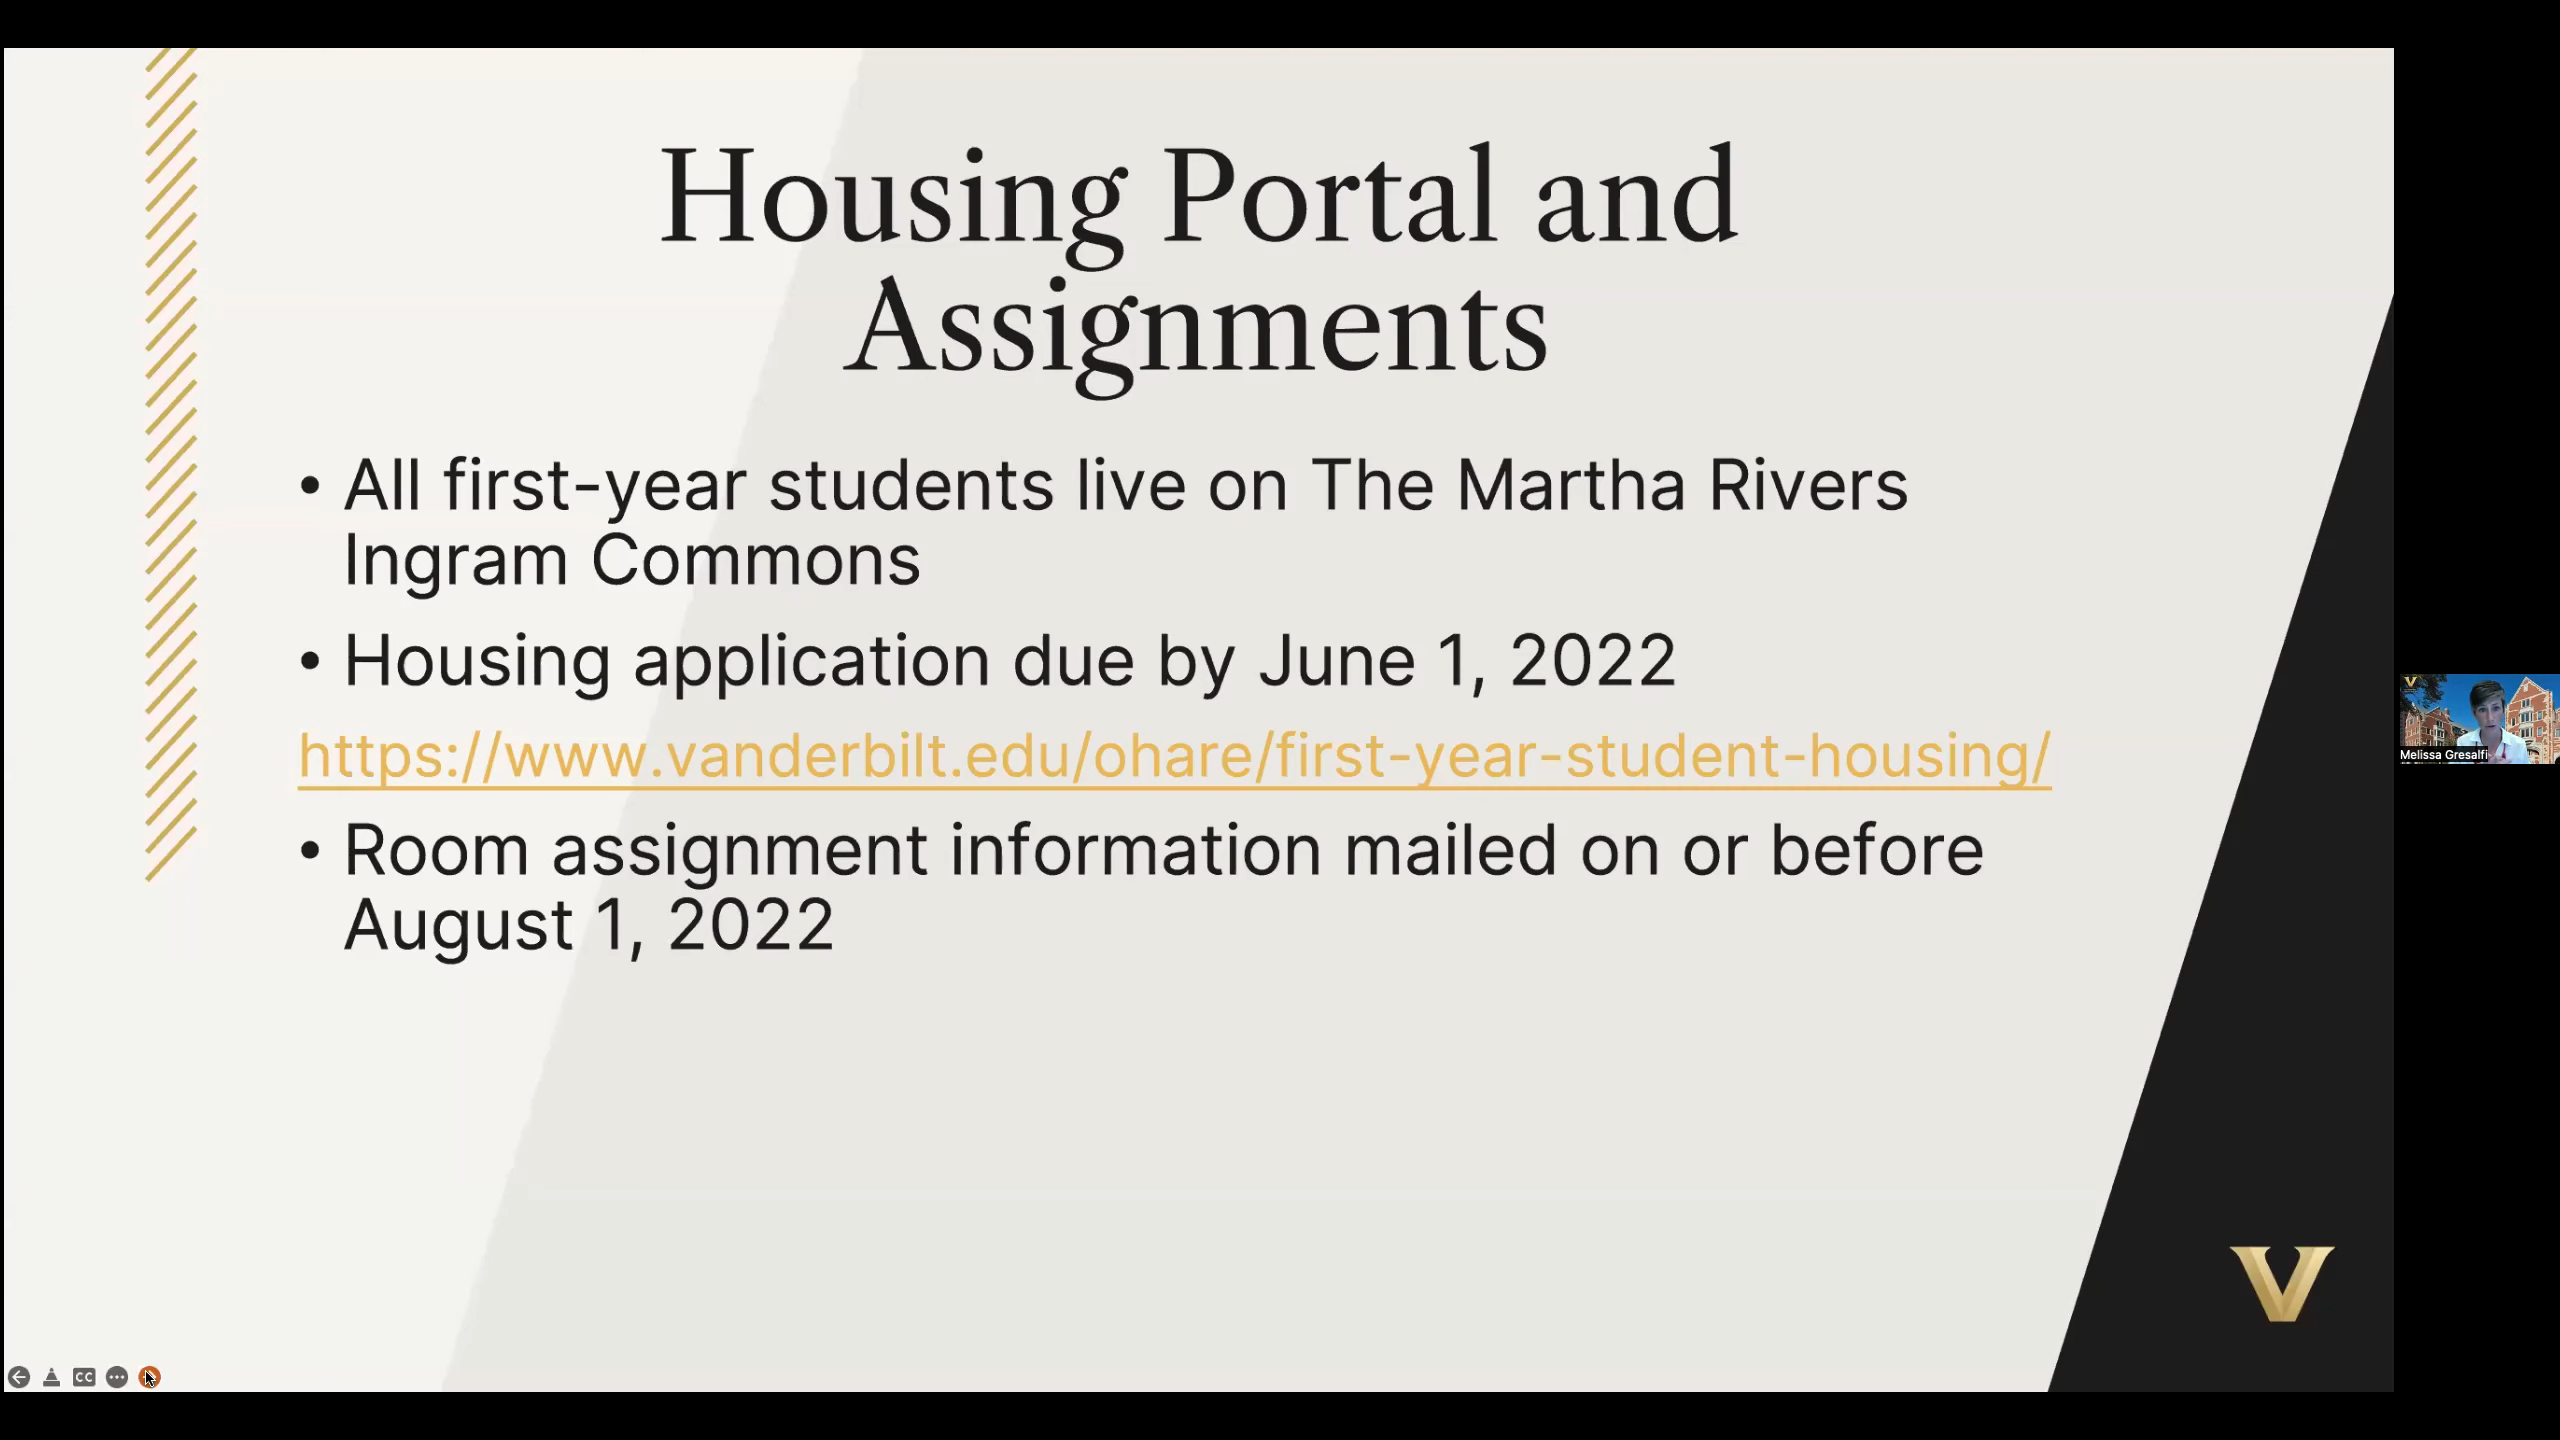 Housing Portal and
Assignments
• All first-year students live on The Martha Rivers
Ingram Commons
• Housing application due by June 1, 2022
https://www.vanderbilt.edu/ohare/first-year-student-housing/
• Room assignment information mailed on or before
August 1, 2022
V
V
Melissa Gresalfi
CC